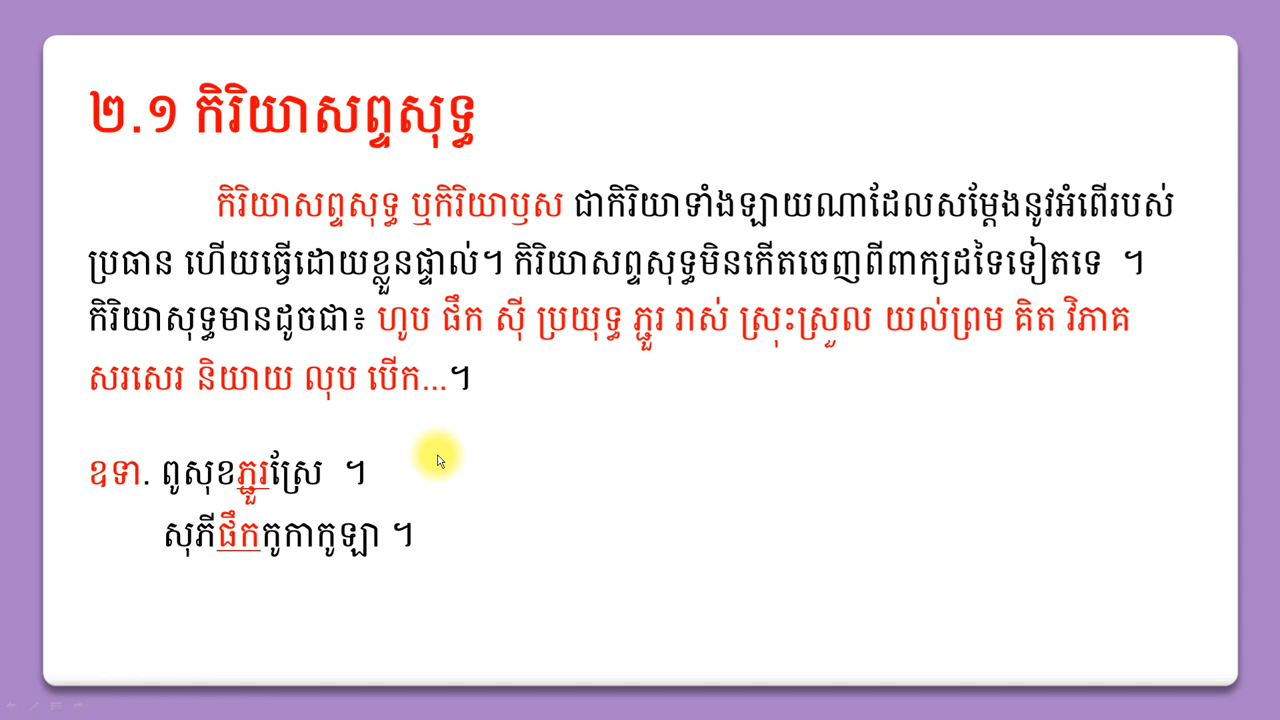 ២.១ កិរិយាសព្ទសុទ្ធ
កិរិយាសព្ទសុទ្ធ ឬកិរិយាឫស ជាកិរិយាទាំងឡាយណាដែលសម្ដែងនូវអំពើរបស់
ប្រធាន ហើយធ្វើដោយខ្លួនផ្ទាល់។ កិរិយាសព្ទសុទ្ធមិនកើតចេញពីពាក្យដទៃទៀតទេ ។
កិរិយាសុទ្ធមានដូចជា៖ ហូប ផឹក ស៊ី ប្រយុទ្ធ ភ្ជួរ រាស់ ស្រុះស្រួល យល់ព្រម គិត វិភាគ
សរសេរ និយាយ លុប បើក...។
ឧទា. ពូសុខភ្ជួរស្រែ ។
សុភីផឹកកូកាកូឡា ។